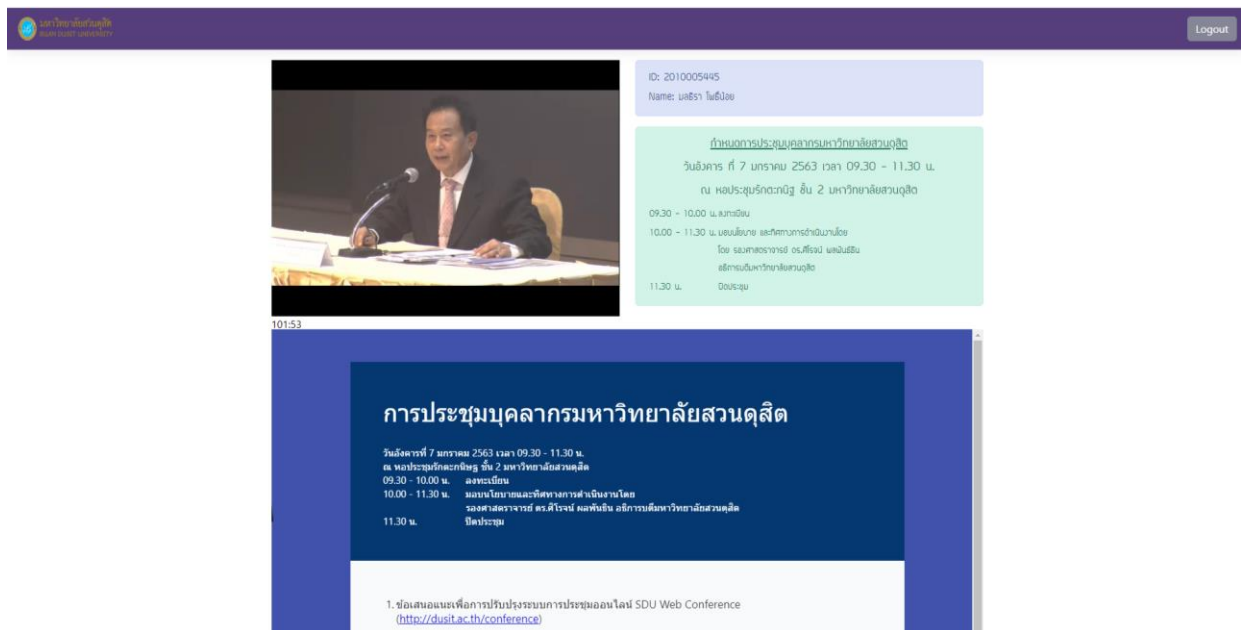 มหาวิทยาลัยสวนดุสิต
SUAN DUSIT UNIVERSITY
Logout
ID: 2010005445
Name: มลธิรา โพธิ์น้อย
กำหนดการประชุมบุคลากรมหาวิทยาลัยสวนดุสิต
วันอังคาร ที่ 7 มกราคม 2563 เวลา 09.30 - 11.30 น.
ณ หอประชุมรักตะกนิฐ ชั้น 2 มหาวิทยาลัยสวนดุสิต
09.30 - 10.00 น. ลงทะเบียน
10.00 - 11.30 น. มอบนโยบาย และทิศทางการดำเนินงานโดย
โดย รองศาสตราจารย์ ดร.ศิโรจน์ ผลพันธิน
อธิการบดีมหาวิทยาลัยสวนดุสิต
11.30 น. ปิดประชุม
101:53
การประชุมบุคลากรมหาวิทยาลัยสวนดุสิต
วันอังคารที่ 7 มกราคม 2563 เวลา 09.30 - 11.30 น.
ณ หอประชุมรักตะกนิษฐ ชั้น 2 มหาวิทยาลัยสวนดุสิต
09.30 - 10.00 น. ลงทะเบียน
10.00 - 11.30 น. มอบนโยบายและทิศทางการดำเนินงานโดย
รองศาสตราจารย์ ดร.ศิโรจน์ ผลพันธิน อธิการบดีมหาวิทยาลัยสวนดุสิต
11.30 น. ปิดประชุม
1. ข้อเสนอแนะเพื่อการปรับปรุงระบบการประชุมออนไลน์ SDU Web Conference
(http://dusit.ac.th/conference)